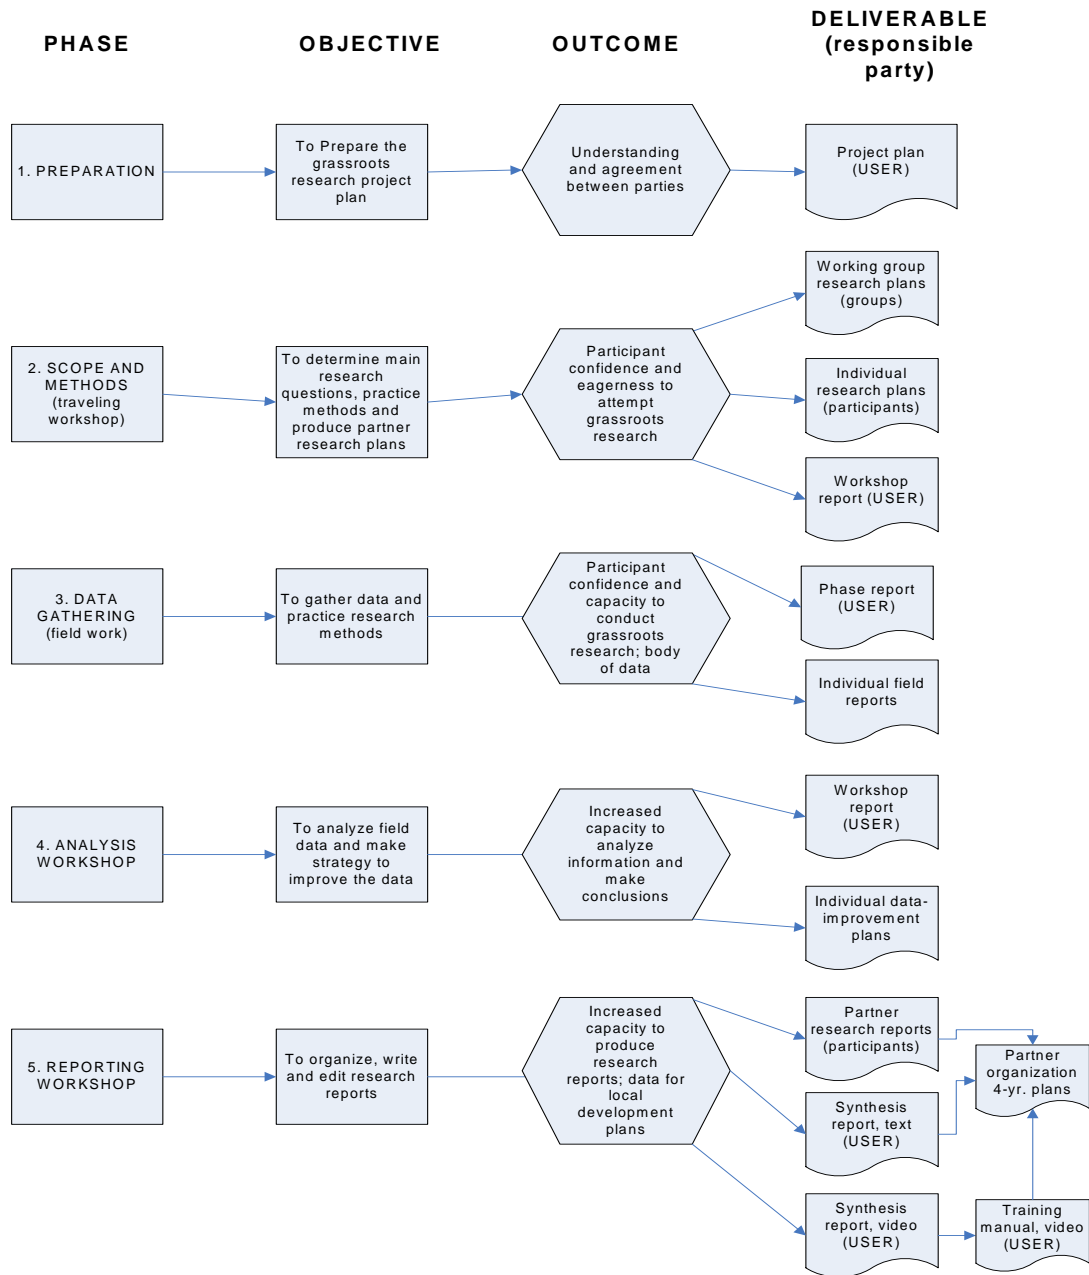 PHASE
OBJECTIVE
OUTCOME
DELIVERABLE
(responsible
party)
1. PREPARATION
To Prepare the
grassroots
research project
plan
Understanding
and agreement
between parties
Project plan
(USER)
2. SCOPE AND
METHODS
(traveling
workshop)
To determine main
research
questions, practice
methods and
produce partner
research plans
Participant
confidence and
eagerness to
attempt
grassroots
research
Working group
research plans
(groups)
Individual
research plans
(participants)
Workshop
report (USER)
3. DATA
GATHERING
(field work)
To gather data and
practice research
methods
Participant
confidence and
capacity to
conduct
grassroots
research; body
of data
Phase report
(USER)
Individual field
reports
4. ANALYSIS
WORKSHOP
To analyze field
data and make
strategy to
improve the data
Increased
capacity to
analyze
information and
make
conclusions
Workshop
report
(USER)
Individual data-
improvement
plans
5. REPORTING
WORKSHOP
To organize, write
and edit research
reports
Increased
capacity to
produce
research
reports; data for
local
development
plans
Partner
research reports
(participants)
Synthesis
report, text
(USER)
Synthesis
report, video
(USER)
Partner
organization
4-yr. plans
Training
manual, video
(USER)